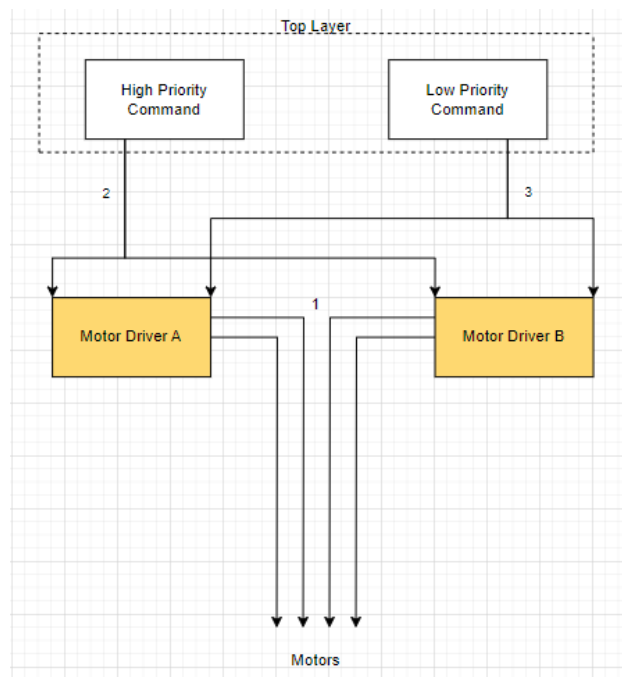 Top Layer
High Priority
Command
Low Priority
Command
2
3
1
Motor Driver A
Motor Driver B
Motors